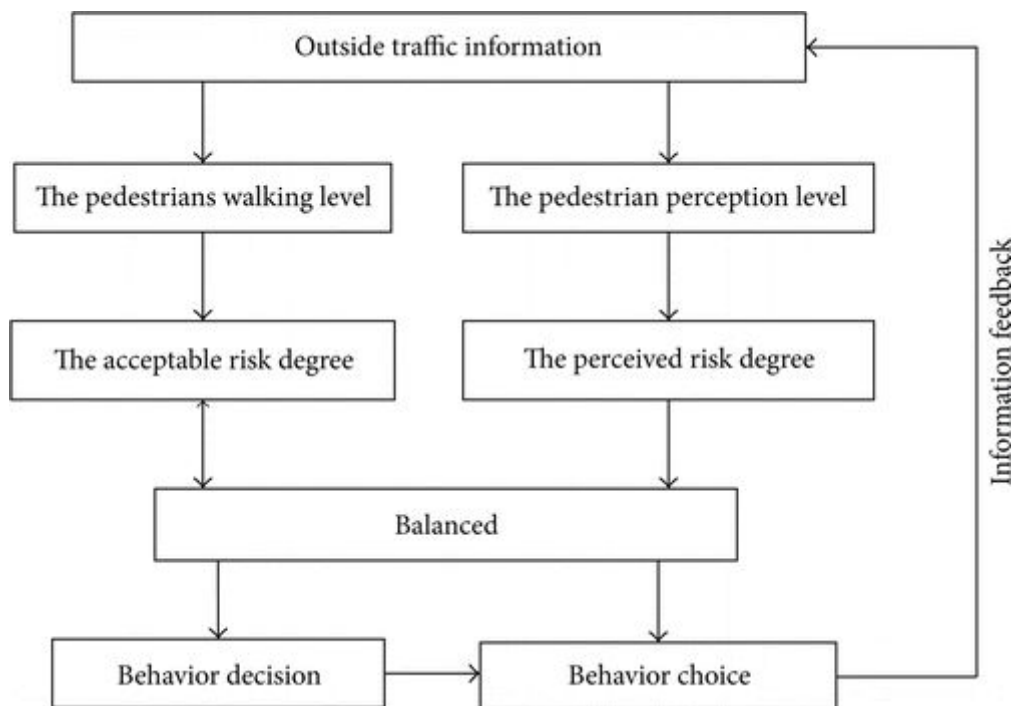 Outside traffic information
The pedestrians walking level
The pedestrian perception level
The acceptable risk degree
The perceived risk degree
Information feedback
Balanced
Behavior decision
Behavior choice